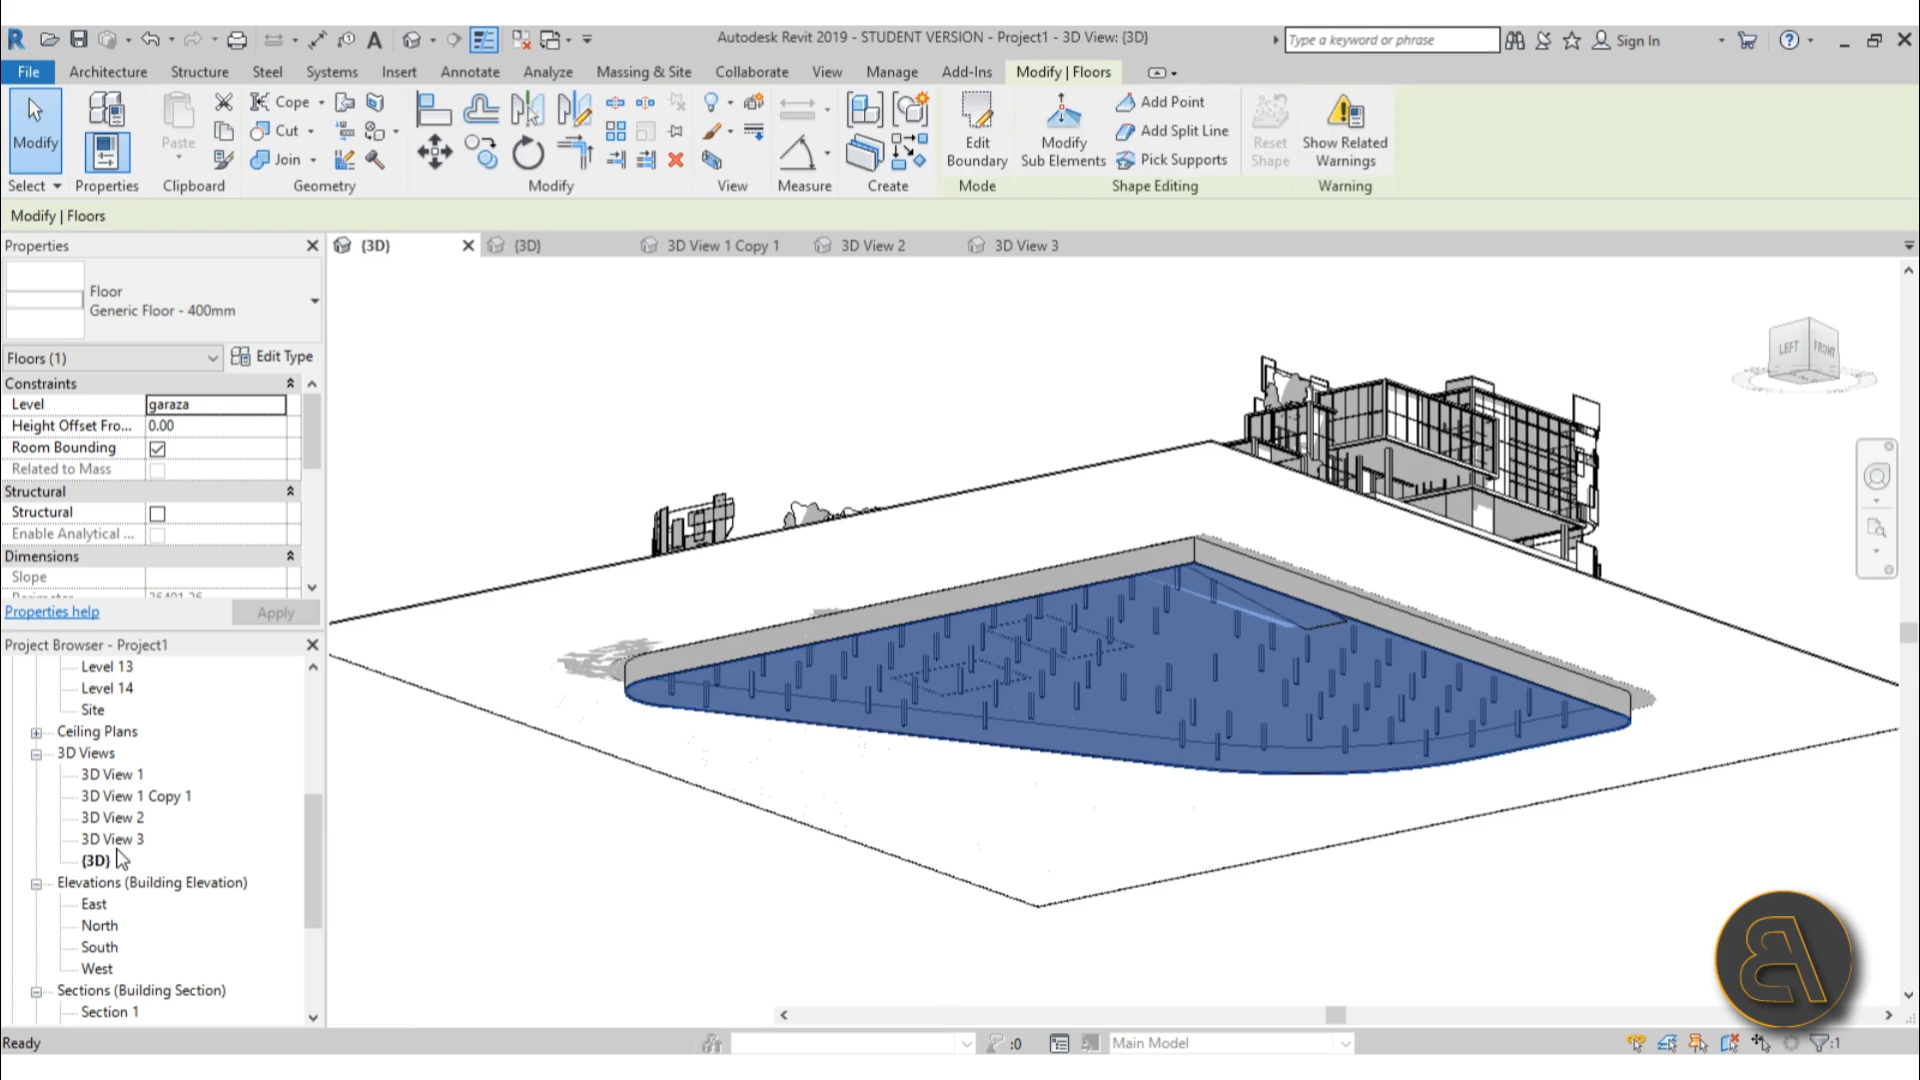 Autodesk Revit 2019 - STUDENT VERSION - Project1 - 3D View: {3D}
Type a keyword or phrase
Sign In
File Architecture Structure Steel Systems Insert Annotate Analyze Massing & Site Collaborate View Manage Add-Ins Modify | Floors
Modify
Paste
Cope
Cut
Join
Edit Boundary
Modify Sub Elements
Add Point
Add Split Line
Pick Supports
Reset Shape
Show Related Warnings
Select Properties Clipboard Geometry Modify View Measure Create Mode Shape Editing Warning
Modify | Floors
Properties
{3D} {3D} 3D View 1 Copy 1 3D View 2 3D View 3
Floor
Generic Floor - 400mm
Floors (1) Edit Type
Constraints
Level garaza
Height Offset Fro... 0.00
Room Bounding
Related to Mass
Structural
Structural
Enable Analytical ...
Dimensions
Slope
Properties help Apply
LEFT FRONT
Project Browser - Project1
Level 13
Level 14
Site
Ceiling Plans
3D Views
3D View 1
3D View 1 Copy 1
3D View 2
3D View 3
{3D}
Elevations (Building Elevation)
East
North
South
West
Sections (Building Section)
Section 1
Ready :0 Main Model :1